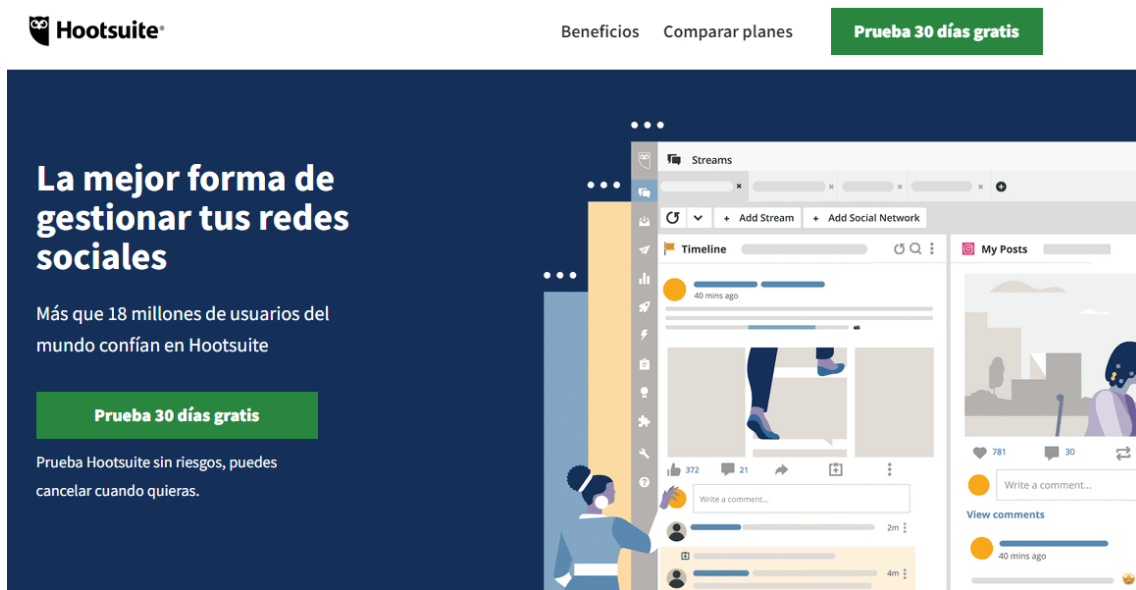 Hootsuite®
Beneficios Comparar planes Prueba 30 días gratis
La mejor forma de
gestionar tus redes
sociales
Más que 18 millones de usuarios del
mundo confían en Hootsuite
Prueba 30 días gratis
Prueba Hootsuite sin riesgos, puedes
cancelar cuando quieras.
Streams
+ Add Stream + Add Social Network
Timeline
40 mins ago
372 21
Write a comment...
2m
4m
My Posts
781 30
Write a comment...
View comments
40 mins ago